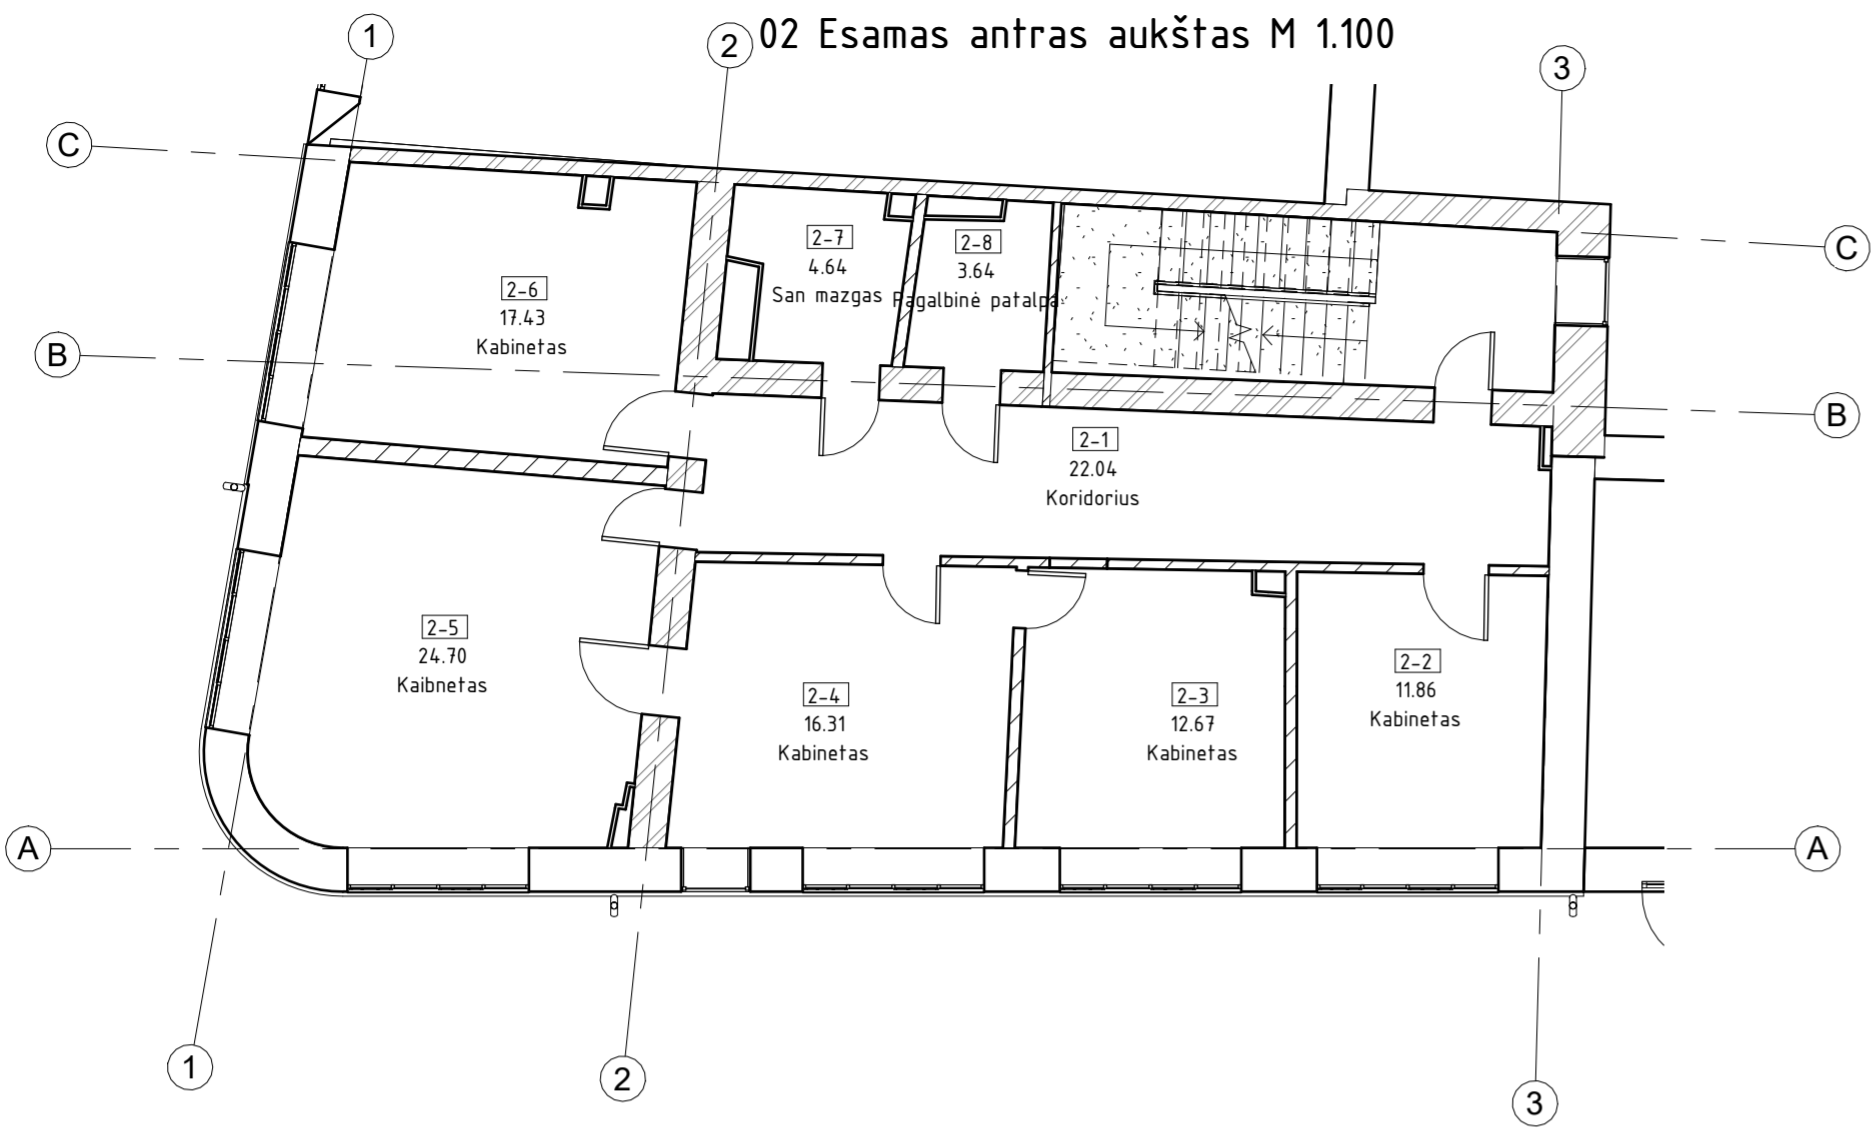 02 Esamas antras aukštas M 1.100
1
2
3
C
C
B
B
2-7
4.64
San mazgas
2-8
3.64
Pagalbinė patalpa
2-6
17.43
Kabinetas
2-1
22.04
Koridorius
2-5
24.70
Kaibnetas
2-4
16.31
Kabinetas
2-3
12.67
Kabinetas
2-2
11.86
Kabinetas
A
A
1
2
3